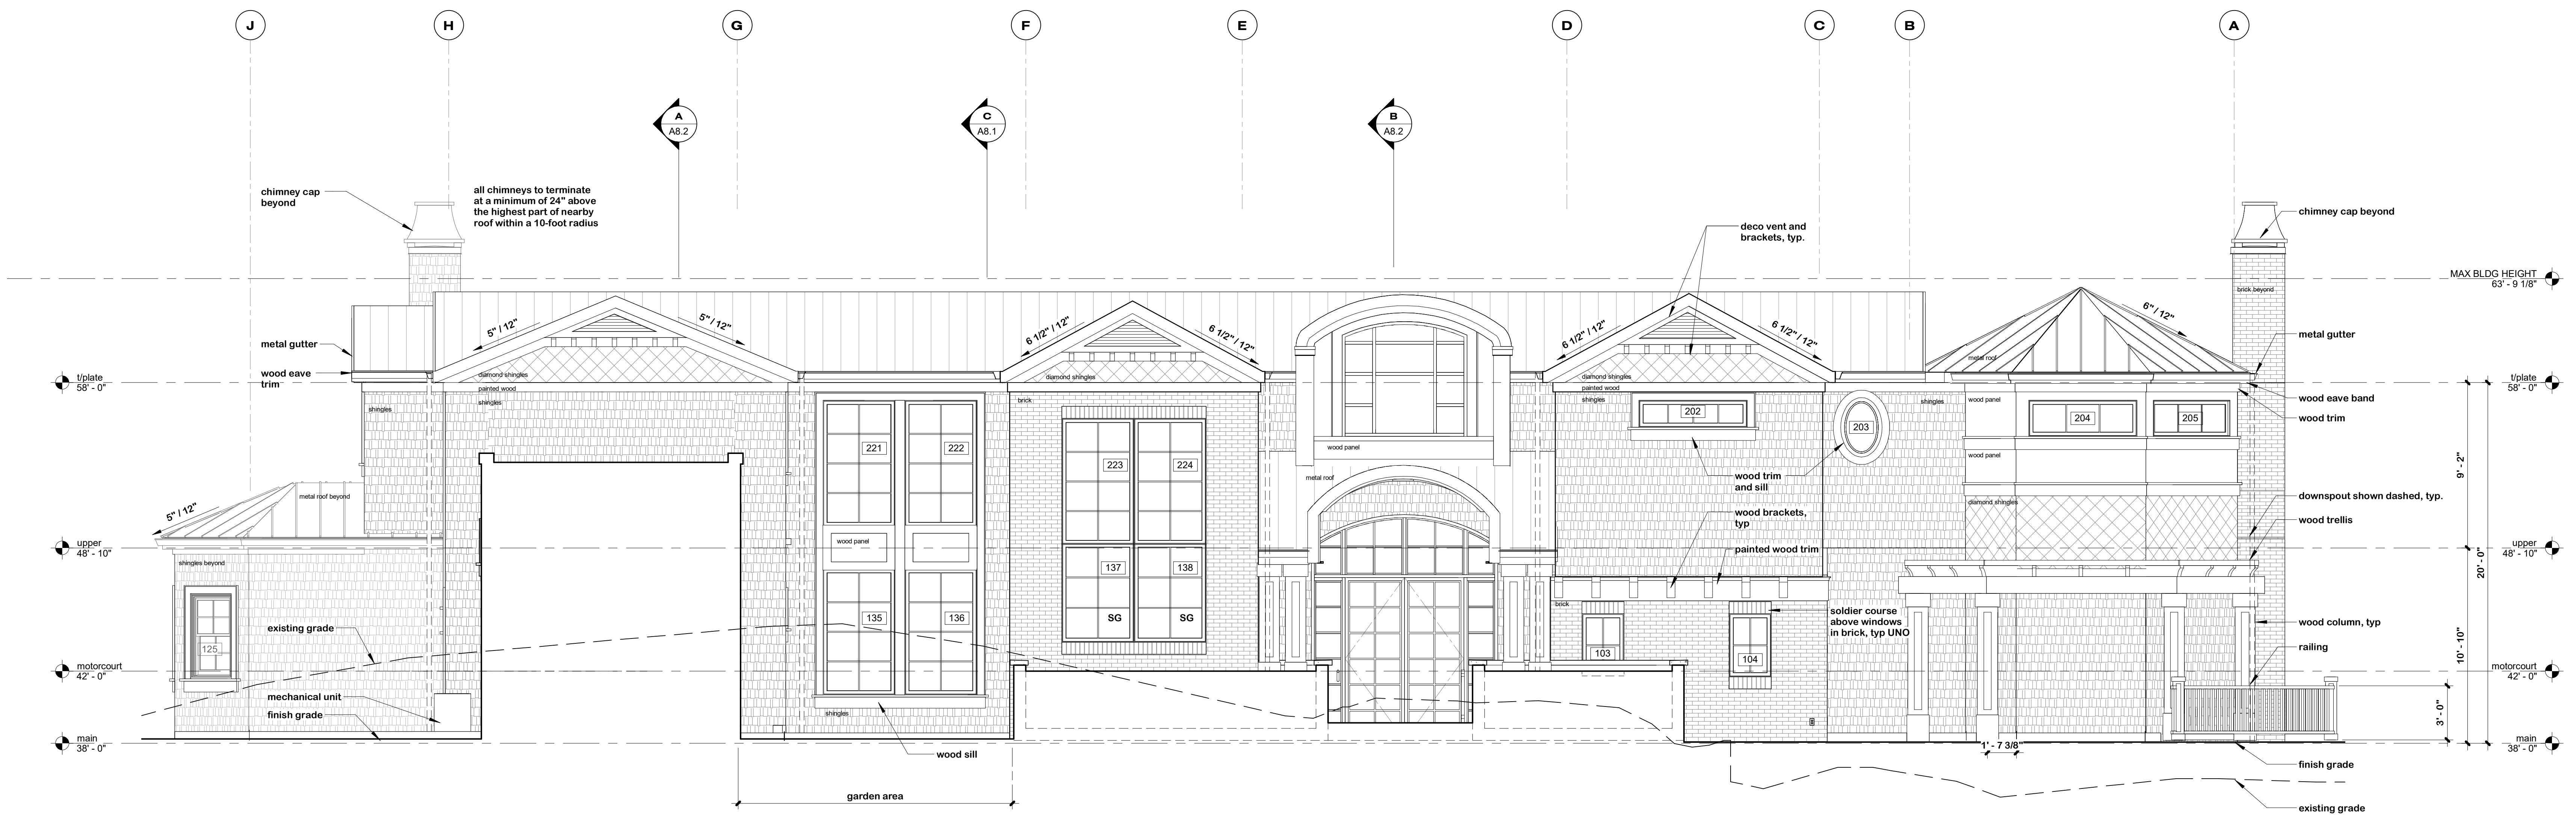 J
H
G
F
E
D
C
B
A
A
A8.2
C
A8.1
B
A8.2
chimney cap
beyond
all chimneys to terminate
at a minimum of 24" above
the highest part of nearby
roof within a 10-foot radius
deco vent and
brackets, typ.
chimney cap beyond
MAX BLDG HEIGHT
63' - 9 1/8"
brick beyond
5" / 12"
5" / 12"
6 1/2" / 12"
6 1/2" / 12"
6 1/2" / 12"
6 1/2" / 12"
6" / 12"
metal gutter
metal gutter
wood eave
trim
metal roof
t/plate
58' - 0"
diamond shingles
painted wood
shingles
shingles
diamond shingles
brick
diamond shingles
painted wood
shingles
shingles
wood panel
t/plate
58' - 0"
wood eave band
wood trim
202
203
204
205
221
222
223
224
wood panel
wood panel
metal roof
wood trim
and sill
9' - 2"
20' - 0"
metal roof beyond
5" / 12"
diamond shingles
downspout shown dashed, typ.
wood brackets,
typ
wood trellis
upper
48' - 10"
wood panel
painted wood trim
upper
48' - 10"
shingles beyond
137
138
SG
SG
135
136
brick
soldier course
above windows
in brick, typ UNO
wood column, typ
existing grade
125
103
104
railing
10' - 10"
motorcourt
42' - 0"
motorcourt
42' - 0"
mechanical unit
finish grade
shingles
3' - 0"
main
38' - 0"
1' - 7 3/8"
main
38' - 0"
wood sill
finish grade
garden area
existing grade